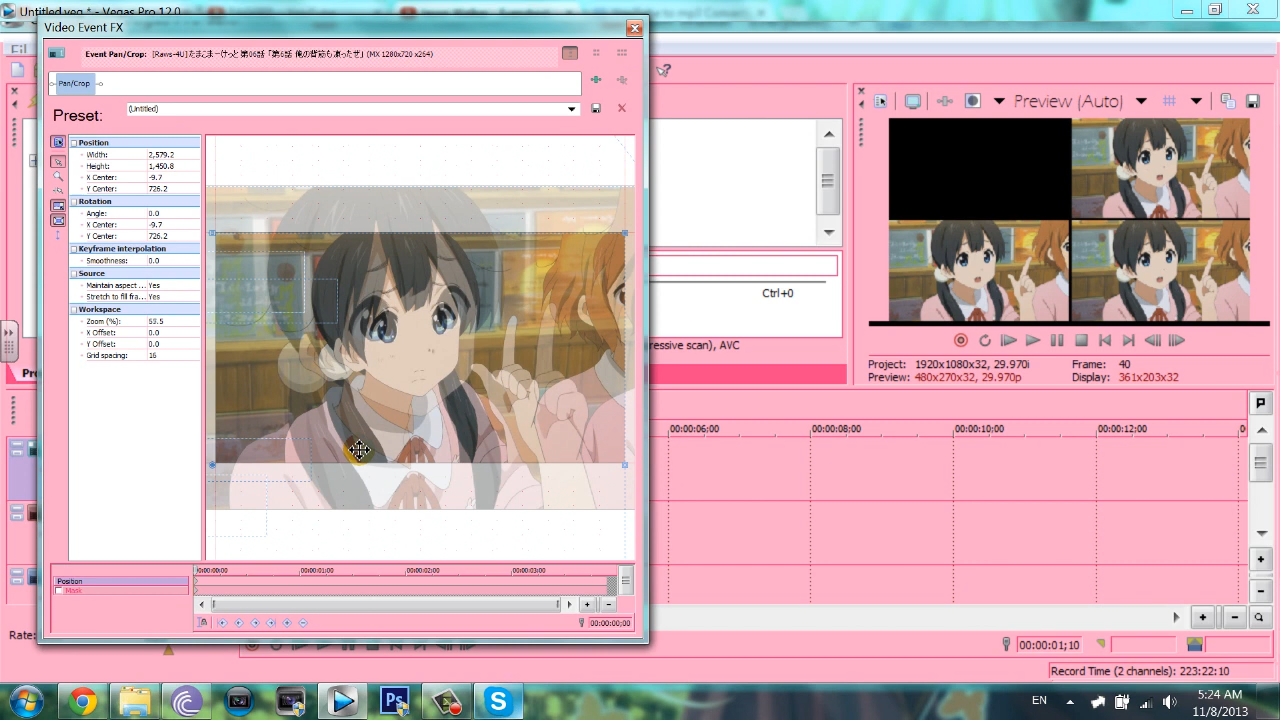 Untitled.veg * - Vegas Pro 12.0
Video Event FX
Event Pan/Crop:
(MX 1280x720 x264)
Pan/Crop
Preset:
(Untitled)
Position
Width: 2,579.2
Height: 1,450.8
X Center: -9.7
Y Center: 726.2
Rotation
Angle: 0.0
X Center: -9.7
Y Center: 726.2
Keyframe interpolation
Smoothness: 0.0
Source
Maintain aspect ... Yes
Stretch to fill fra... Yes
Workspace
Zoom (%): 55.5
X Offset: 0.0
Y Offset: 0.0
Grid spacing: 16
00:00:00:00
00:00:01:00
00:00:02:00
00:00:03:00
Position
Mask
00:00:00;00
Fil
Ctrl+0
ressive scan), AVC
Pro
Preview (Auto)
Project: 1920x1080x32, 29.970i
Frame: 40
Preview: 480x270x32, 29.970p
Display: 361x203x32
00:00:06;00
00:00:08;00
00:00:10;00
00:00:12;00
Rate:
00:00:01;10
Record Time (2 channels): 223:22:10
Ps
S
EN
5:24 AM
11/8/2013